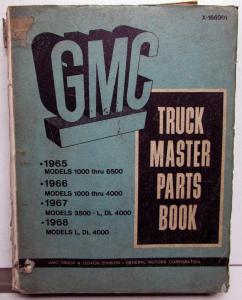 GMC
TRUCK
MASTER
PARTS
BOOK
• 1965
MODELS 1000 thru 6500
• 1966
MODELS 1000 thru 4000
• 1967
MODELS 3500 - L, DL 4000
• 1968
MODELS L, DL 4000
GMC TRUCK & COACH DIVISION • GENERAL MOTORS CORPORATION